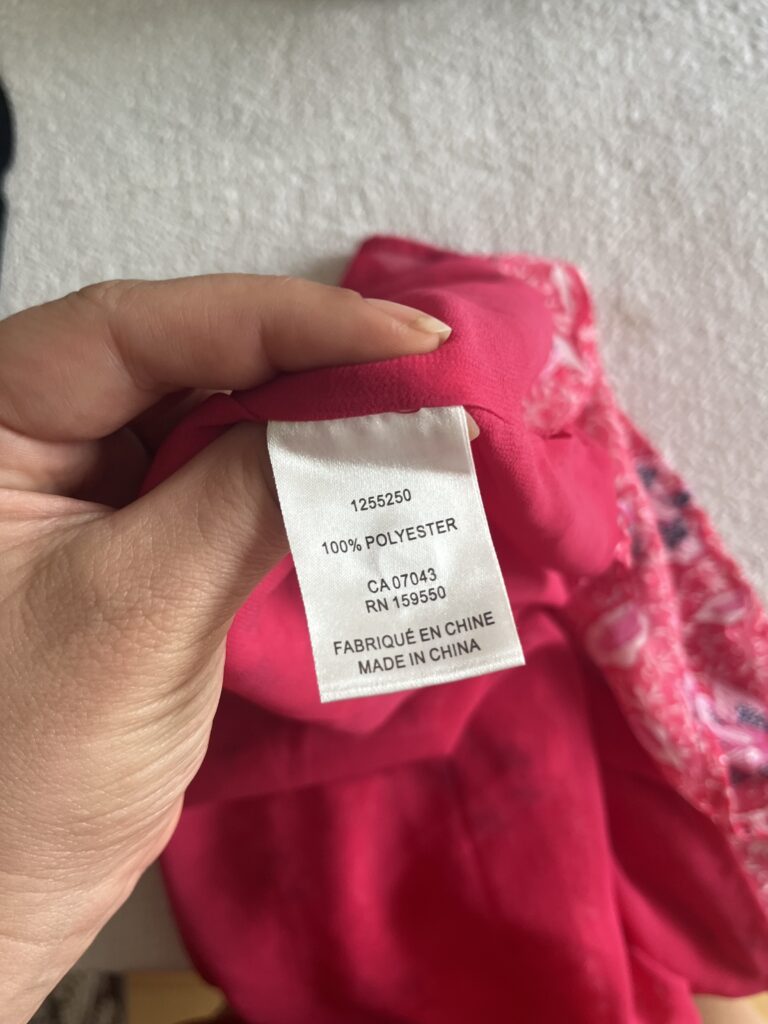 1255250
100% POLYESTER
CA 07043
RN 159550
FABRIQUÉ EN CHINE
MADE IN CHINA